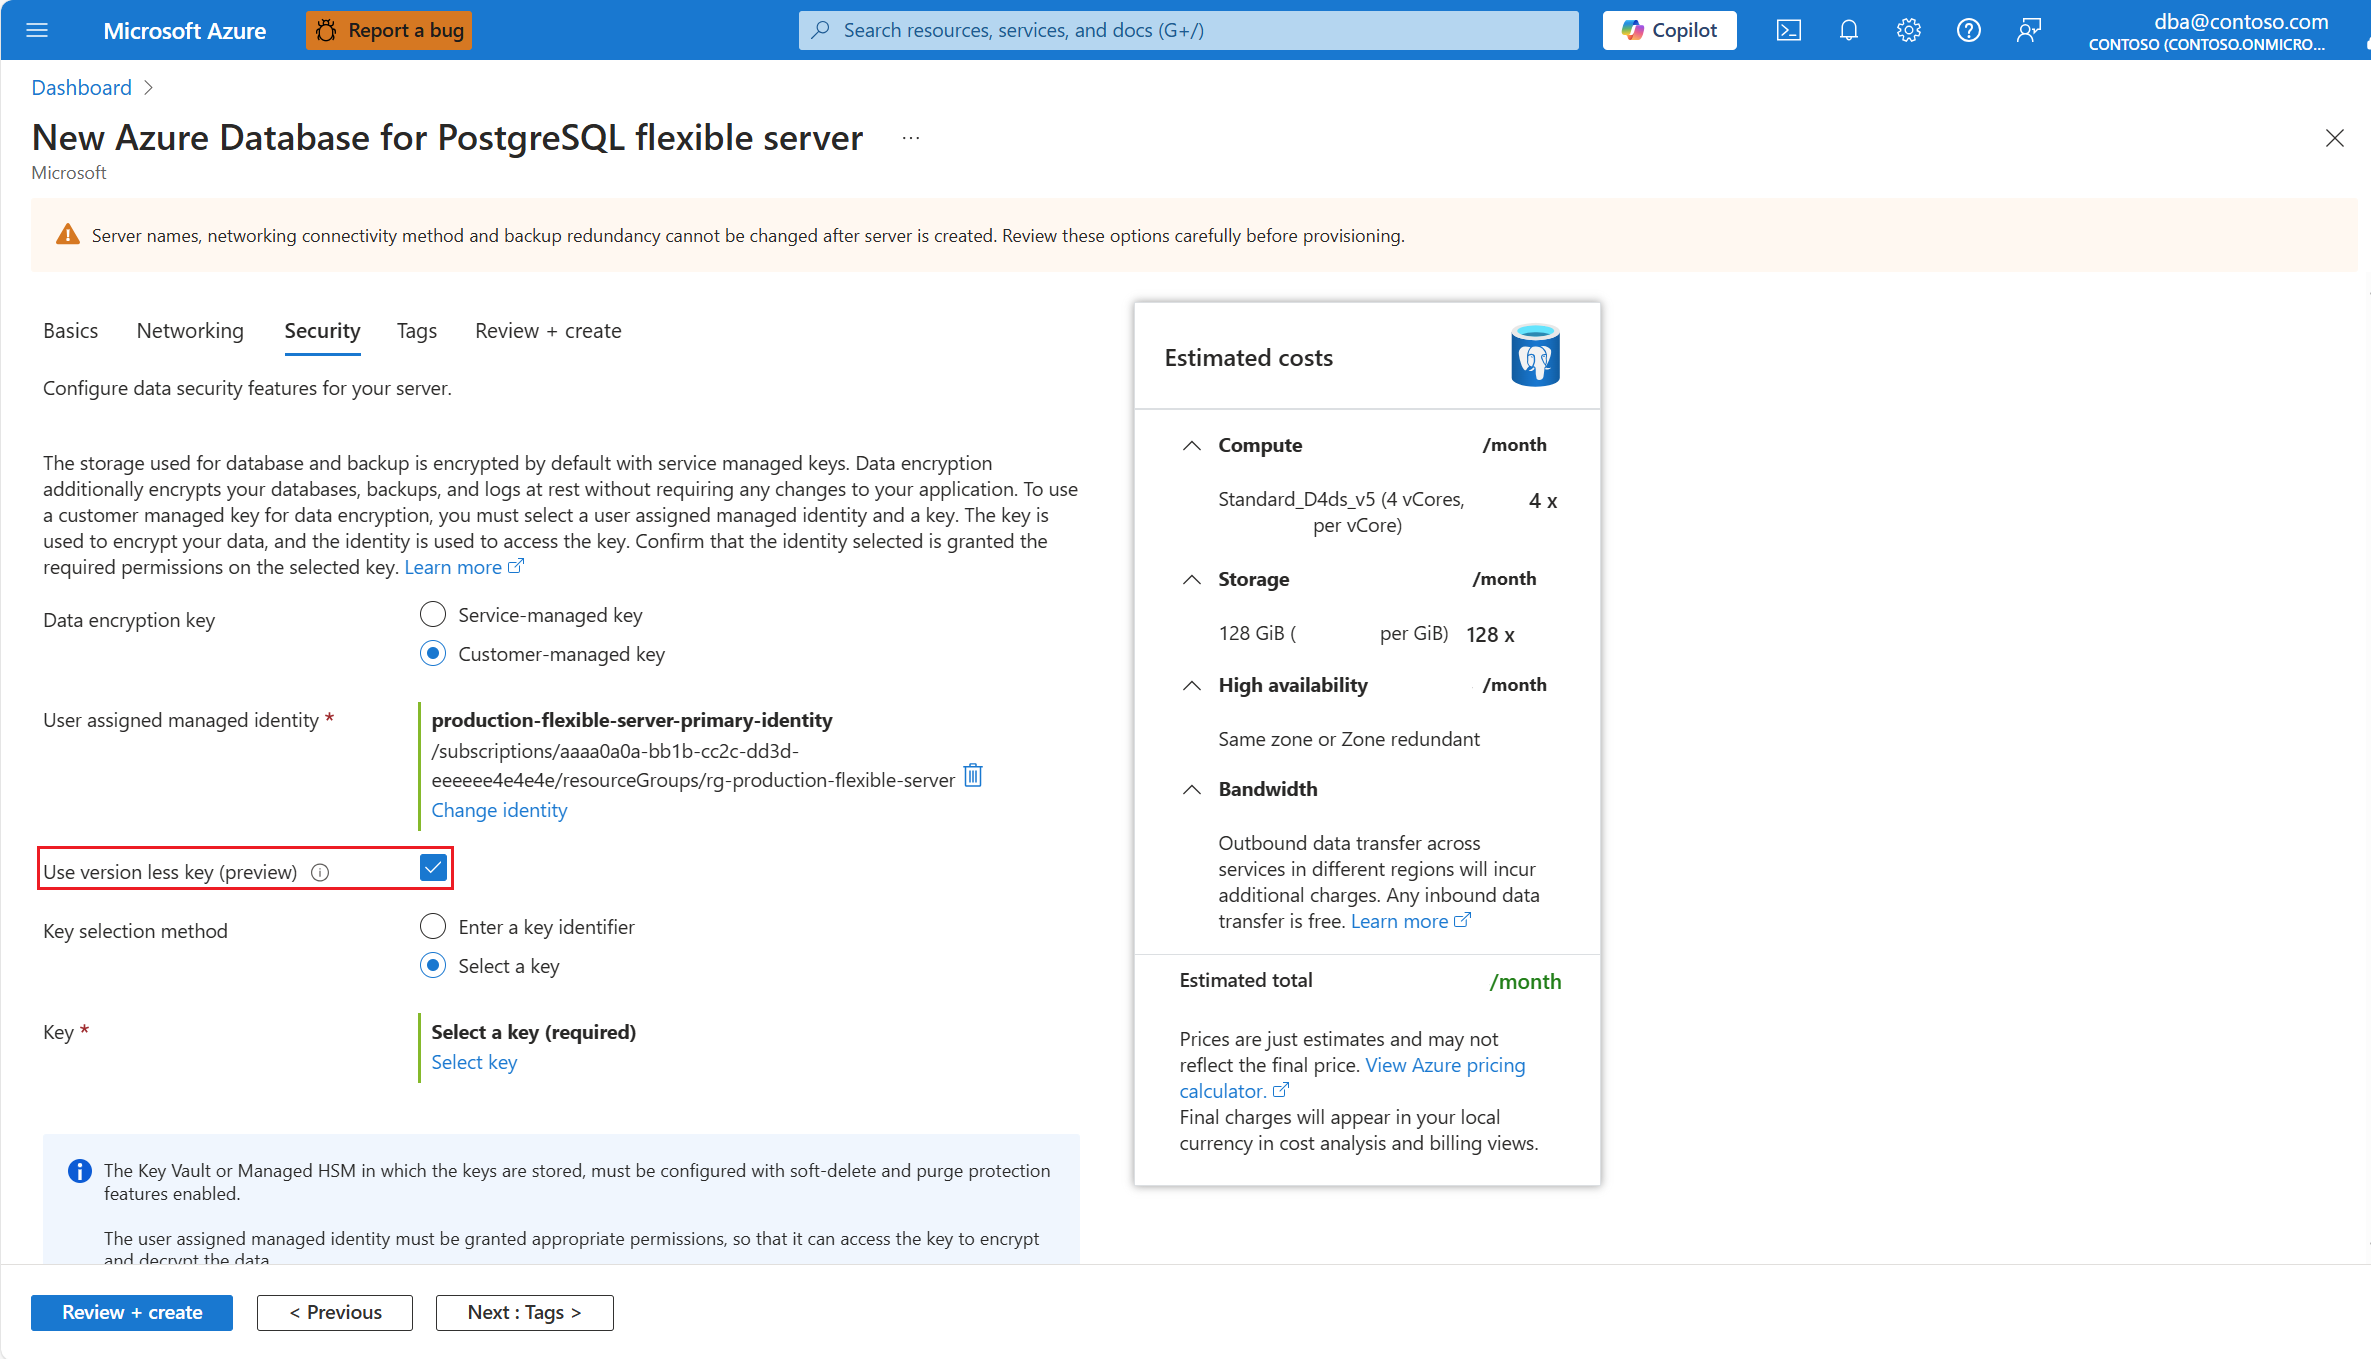 Microsoft Azure
Report a bug
Search resources, services, and docs (G+/)
Copilot
dba@contoso.com
CONTOSO (CONTOSO.ONMICRO...
Dashboard
New Azure Database for PostgreSQL flexible server
...
Microsoft
Server names, networking connectivity method and backup redundancy cannot be changed after server is created. Review these options carefully before provisioning.
Basics
Networking
Security
Tags
Review + create
Configure data security features for your server.
The storage used for database and backup is encrypted by default with service managed keys. Data encryption
additionally encrypts your databases, backups, and logs at rest without requiring any changes to your application. To use
a customer managed key for data encryption, you must select a user assigned managed identity and a key. The key is
used to encrypt your data, and the identity is used to access the key. Confirm that the identity selected is granted the
required permissions on the selected key. Learn more
Data encryption key
Service-managed key
Customer-managed key
User assigned managed identity *
production-flexible-server-primary-identity
/subscriptions/aaaa0a0a-bb1b-cc2c-dd3d-
eeeeee4e4e4e/resourceGroups/rg-production-flexible-server
Change identity
Use version less key (preview)
Key selection method
Enter a key identifier
Select a key
Key *
Select a key (required)
Select key
The Key Vault or Managed HSM in which the keys are stored, must be configured with soft-delete and purge protection
features enabled.
The user assigned managed identity must be granted appropriate permissions, so that it can access the key to encrypt
and decrypt the data.
Estimated costs
Compute /month
Standard_D4ds_v5 (4 vCores, 4 x
per vCore)
Storage /month
128 GiB ( per GiB) 128 x
High availability /month
Same zone or Zone redundant
Bandwidth
Outbound data transfer across
services in different regions will incur
additional charges. Any inbound data
transfer is free. Learn more
Estimated total /month
Prices are just estimates and may not
reflect the final price. View Azure pricing
calculator.
Final charges will appear in your local
currency in cost analysis and billing views.
Review + create
< Previous
Next : Tags >